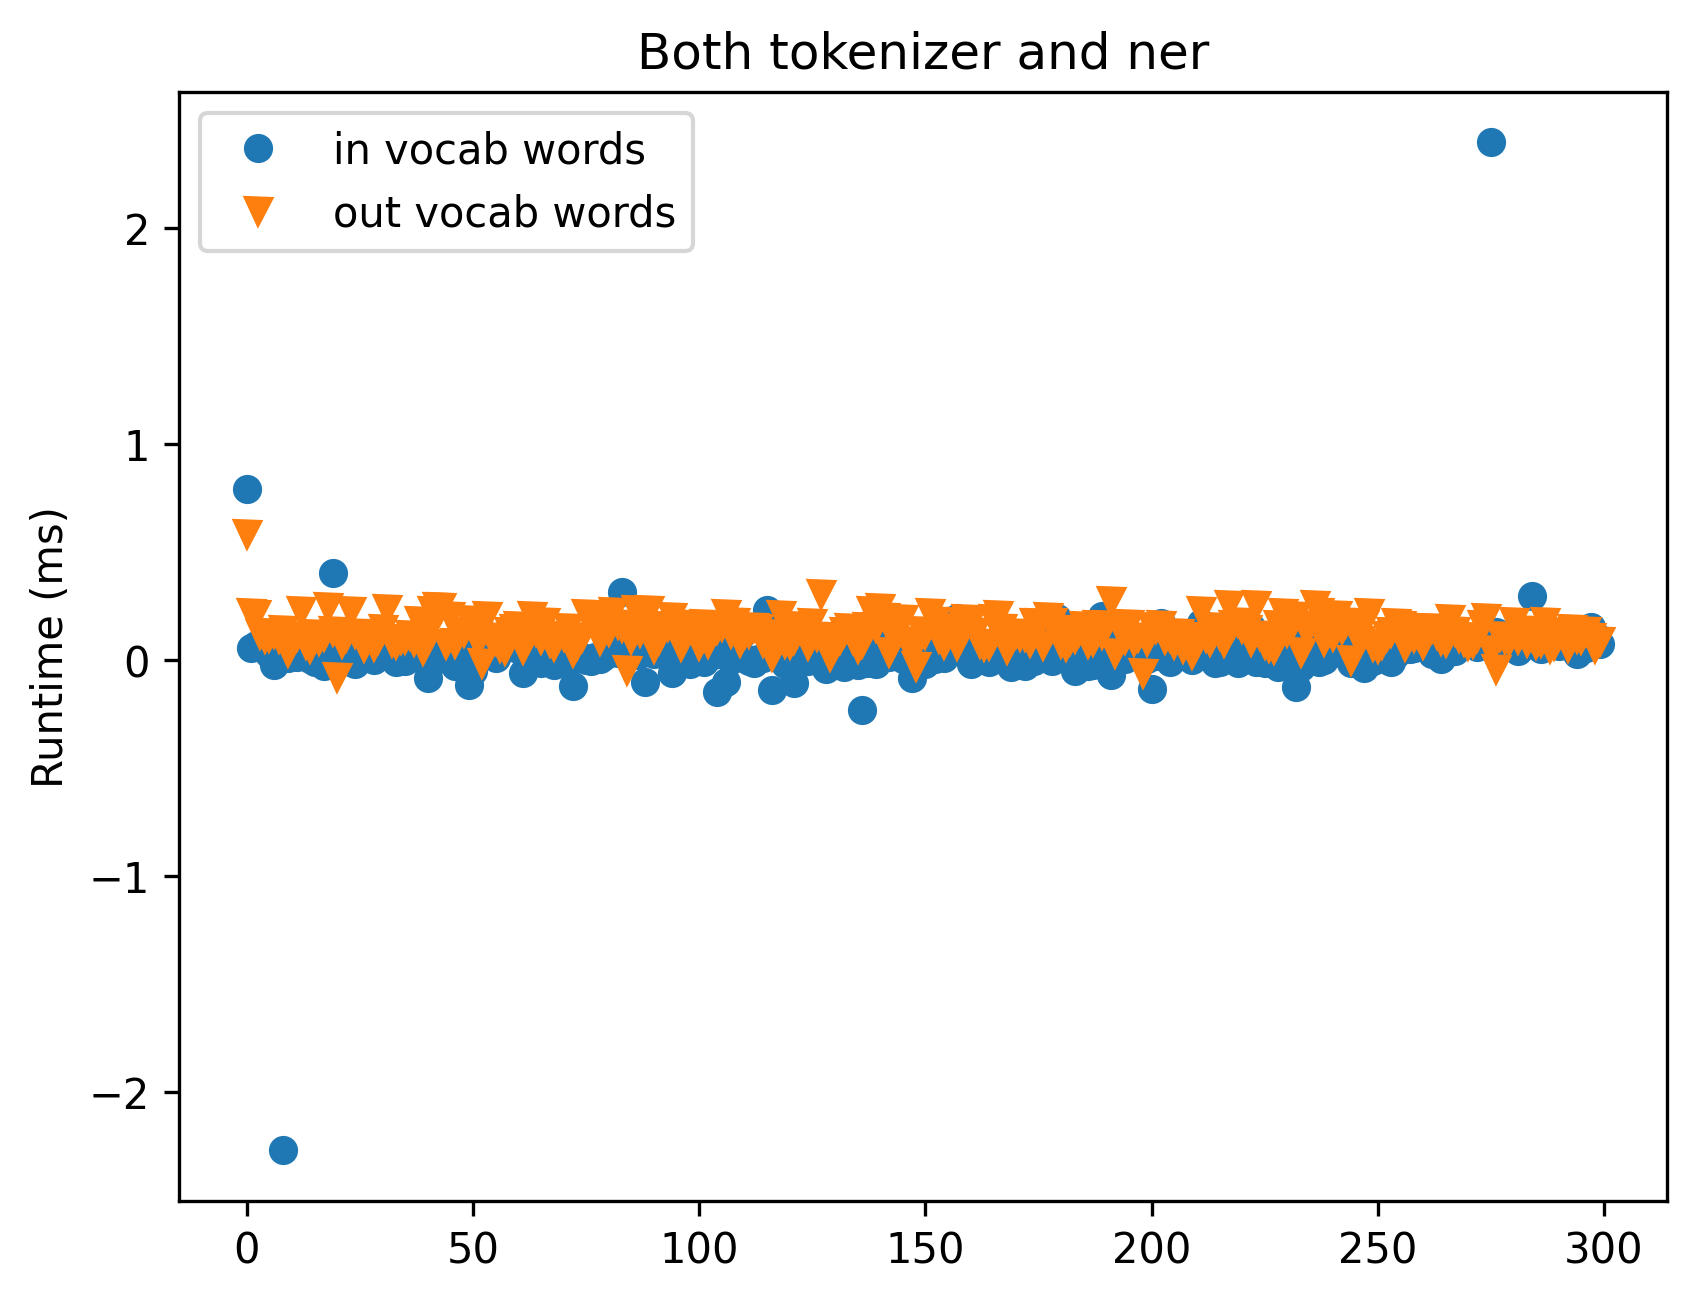 Both tokenizer and ner
in vocab words
out vocab words
Runtime (ms)
2
1
0
−1
−2
0 50 100 150 200 250 300